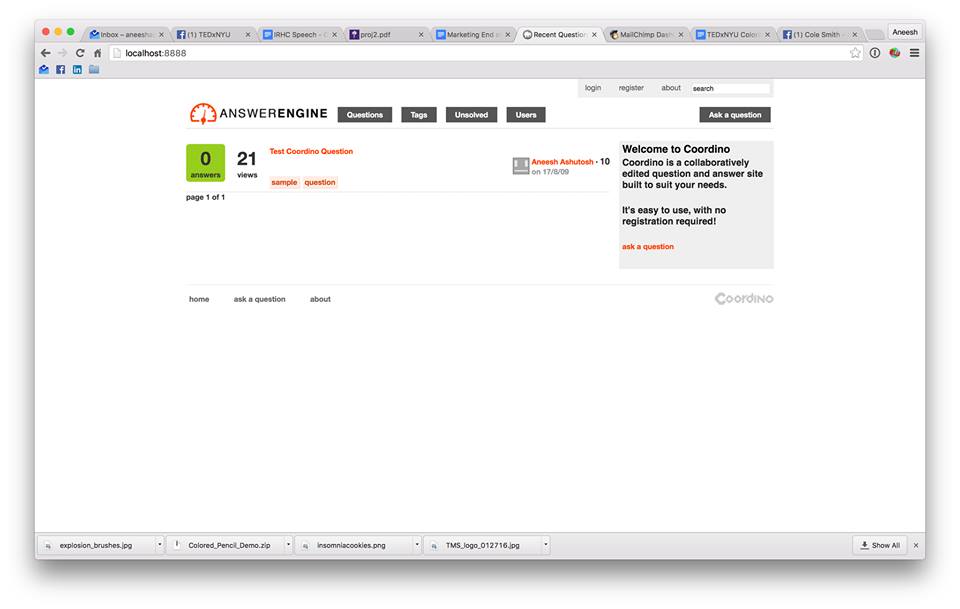 Inbox – aneesha
(1) TEDxNYU
IRHC Speech -
proj2.pdf
Marketing End
Recent Question
MailChimp Dash
TEDxNYU Color
(1) Cole Smith -
Aneesh
localhost:8888
login register about search
ANSWERENGINE Questions Tags Unsolved Users Ask a question
0
answers
21
views
Test Coordino Question
sample question
Aneesh Ashutosh • 10
on 17/8/09
page 1 of 1
Welcome to Coordino
Coordino is a collaboratively
edited question and answer site
built to suit your needs.
It's easy to use, with no
registration required!
ask a question
home ask a question about
COORDINO
explosion_brushes.jpg
Colored_Pencil_Demo.zip
insomniacookies.png
TMS_logo_012716.jpg
Show All